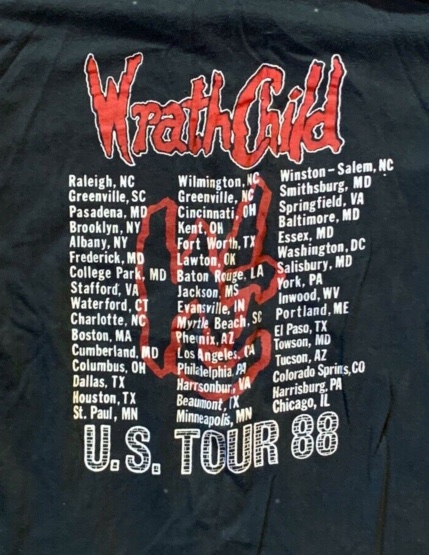 WrathChild
Raleigh, NC
Greenville, SC
Pasadena, MD
Brooklyn, NY
Albany, NY
Frederick, MD
College Park, MD
Stafford, VA
Waterford, CT
Charlotte, NC
Boston, MA
Cumberland, MD
Columbus, OH
Dallas, TX
Houston, TX
St. Paul, MN
Wilmington, NC
Greenville, NC
Cincinati, OH
Kent, OH
Fort Worth, TX
Lawton, OK
Baton Rouge, LA
Jackson, MS
Evansville, IN
Myrtle Beach, SC
Pheinix, AZ
Los Angeles, CA
Philadelphia, PA
Harrsonbur, VA
Beaumont, TX
Minneapolis, MN
Winston-Salem, NC
Smithsburg, MD
Springfield, VA
Baltimore, MD
Essex, MD
Washington, DC
Salisbury, MD
York, PA
Inwood, WV
Portland, ME
El Paso, TX
Towson, MD
Tucson, AZ
Colorado Sprins, CO
Harrisburg, PA
Chicago, IL
U.S. TOUR 88